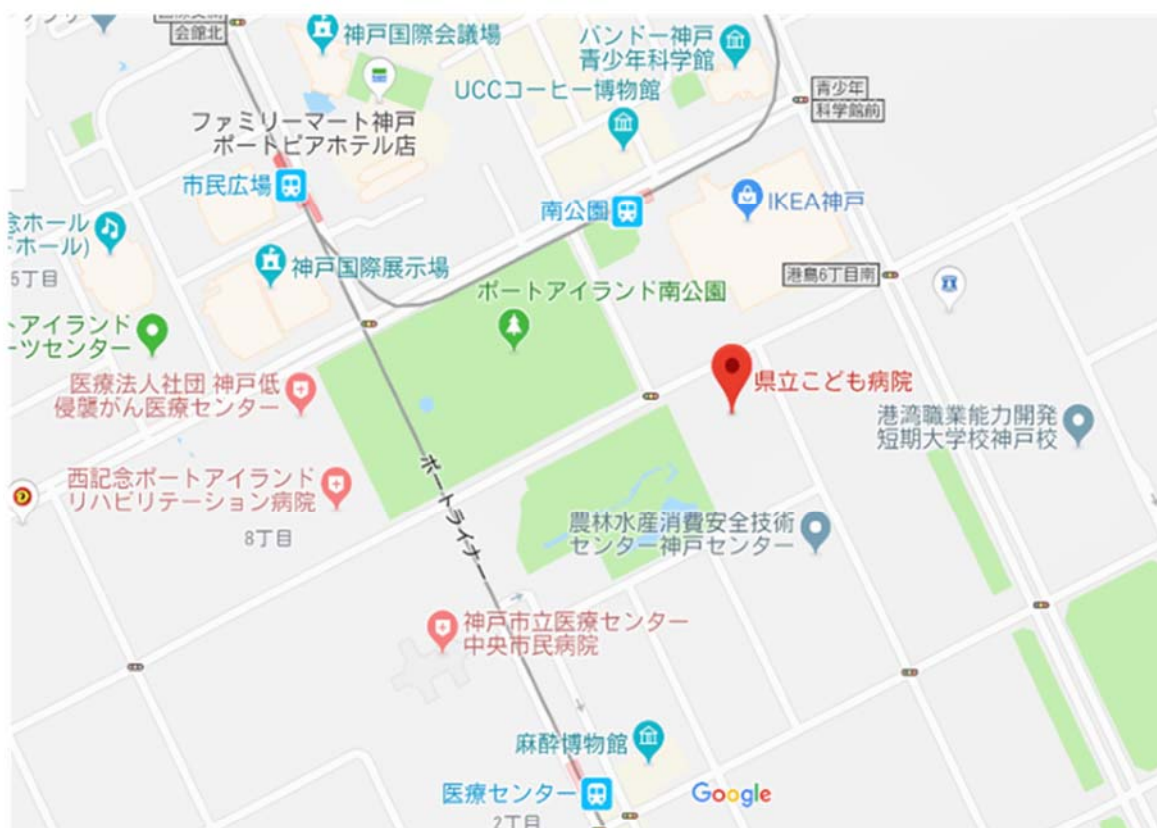 会館北
神戸国際会議場
バンドー神戸
青少年科学館
UCCコーヒー博物館
青少年
科学館前
ファミリーマート神戸
ポートピアホテル店
市民広場
南公園
IKEA神戸
念ホール
ホール)
神戸国際展示場
港島6丁目南
5丁目
ポートアイランド南公園
トアイランド
ーツセンター
医療法人社団 神戸低
侵襲がん医療センター
県立こども病院
港湾職業能力開発
短期大学校神戸校
ポートライナー
西記念ポートアイランド
リハビリテーション病院
8丁目
農林水産消費安全技術
センター神戸センター
神戸市立医療センター
中央市民病院
麻酔博物館
医療センター
Google
2丁目